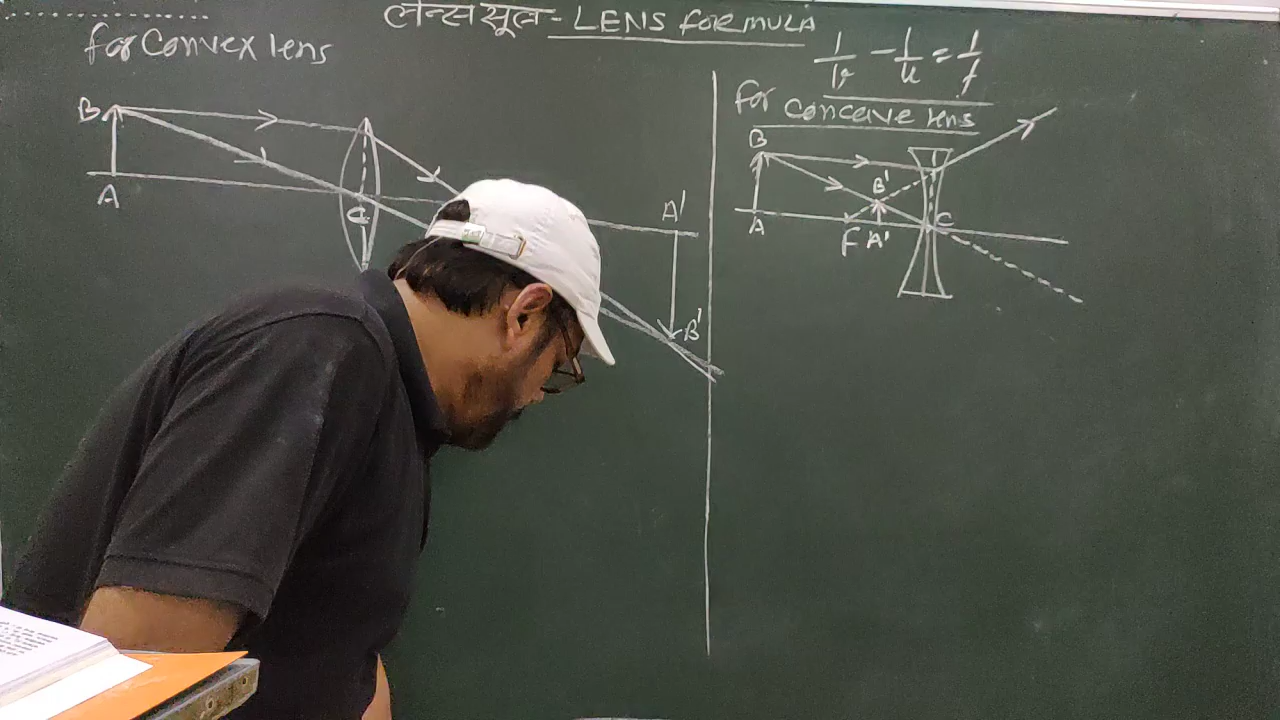 लेन्स सूत्र - LENS FORMULA
for Convex lens
1/v - 1/u = 1/f
for concave lens
B
A
C
A'
B'
B
A
F
A'
B'
C